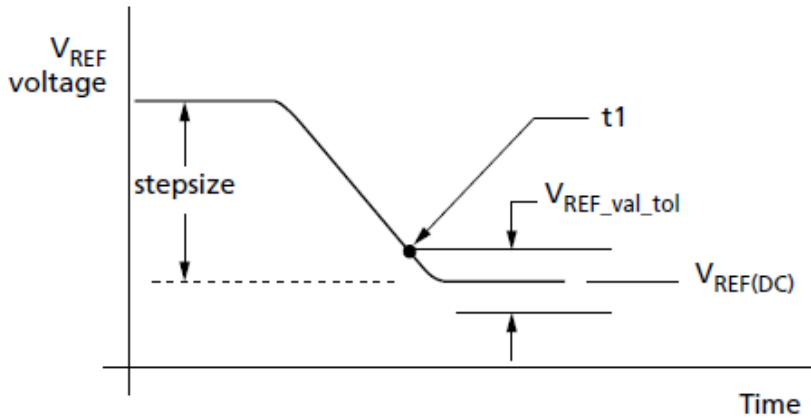 VREF
voltage
t1
stepsize
VREF_val_tol
VREF(DC)
Time